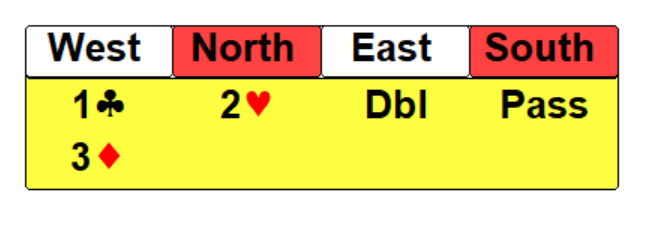 West North East South
1♣ 2♥ Dbl Pass
3♦